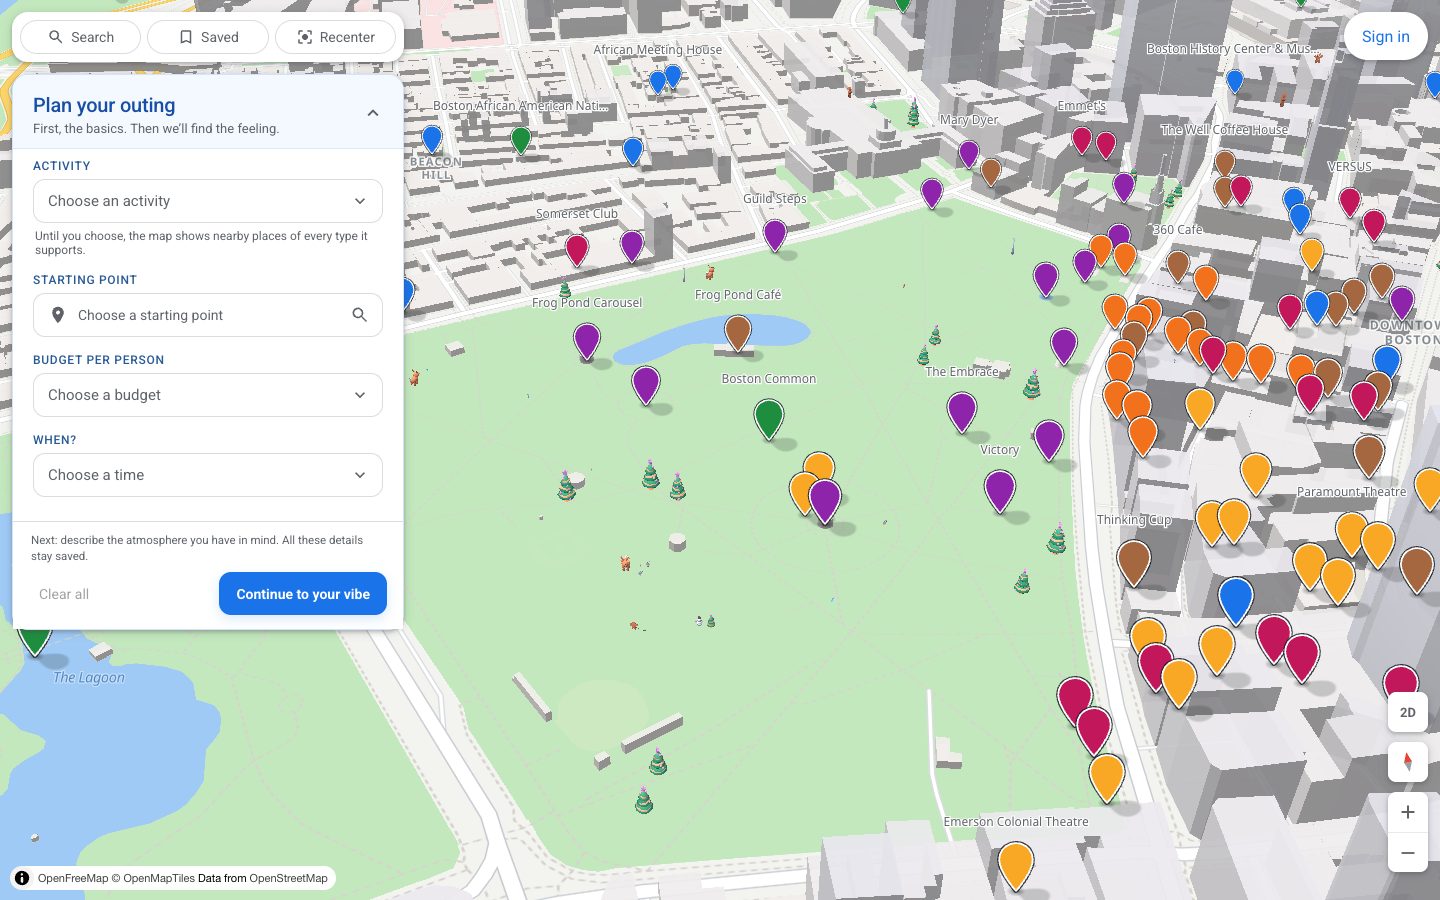 Search
Saved
Recenter
Sign in
Plan your outing
First, the basics. Then we'll find the feeling.
ACTIVITY
Choose an activity
Until you choose, the map shows nearby places of every type it
supports.
STARTING POINT
Choose a starting point
BUDGET PER PERSON
Choose a budget
WHEN?
Choose a time
Next: describe the atmosphere you have in mind. All these details
stay saved.
Clear all
Continue to your vibe
African Meeting House
Boston History Center & Mus...
Boston African American Nati...
Emmet's
Mary Dyer
The Well Coffee House
BEACON
HILL
VERSUS
Guild Steps
Somerset Club
360 Cafe
Frog Pond Carousel
Frog Pond Café
DOWNTOW
BOSTON
Boston Common
The Embrace
Victory
Paramount Theatre
Thinking Cup
The Lagoon
2D
Emerson Colonial Theatre
OpenFreeMap © OpenMapTiles Data from OpenStreetMap